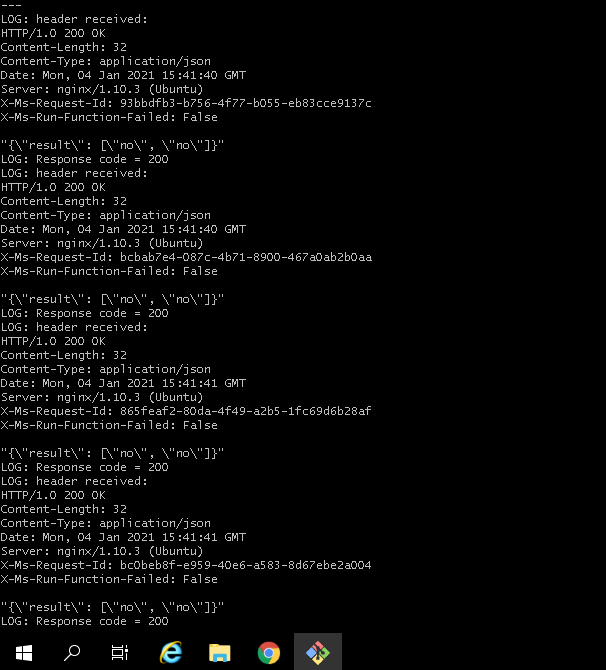 ---
LOG: header received:
HTTP/1.0 200 OK
Content-Length: 32
Content-Type: application/json
Date: Mon, 04 Jan 2021 15:41:40 GMT
Server: nginx/1.10.3 (Ubuntu)
X-Ms-Request-Id: 93bbdfb3-b756-4f77-b055-eb83cce9137c
X-Ms-Run-Function-Failed: False

"{\"result\": [\"no\", \"no\"]}"
LOG: Response code = 200
LOG: header received:
HTTP/1.0 200 OK
Content-Length: 32
Content-Type: application/json
Date: Mon, 04 Jan 2021 15:41:40 GMT
Server: nginx/1.10.3 (Ubuntu)
X-Ms-Request-Id: bcbab7e4-087c-4b71-8900-467a0ab2b0aa
X-Ms-Run-Function-Failed: False

"{\"result\": [\"no\", \"no\"]}"
LOG: Response code = 200
LOG: header received:
HTTP/1.0 200 OK
Content-Length: 32
Content-Type: application/json
Date: Mon, 04 Jan 2021 15:41:41 GMT
Server: nginx/1.10.3 (Ubuntu)
X-Ms-Request-Id: 865feaf2-80da-4f49-a2b5-1fc69d6b28af
X-Ms-Run-Function-Failed: False

"{\"result\": [\"no\", \"no\"]}"
LOG: Response code = 200
LOG: header received:
HTTP/1.0 200 OK
Content-Length: 32
Content-Type: application/json
Date: Mon, 04 Jan 2021 15:41:41 GMT
Server: nginx/1.10.3 (Ubuntu)
X-Ms-Request-Id: bc0beb8f-e959-40e6-a583-8d67ebe2a004
X-Ms-Run-Function-Failed: False

"{\"result\": [\"no\", \"no\"]}"
LOG: Response code = 200